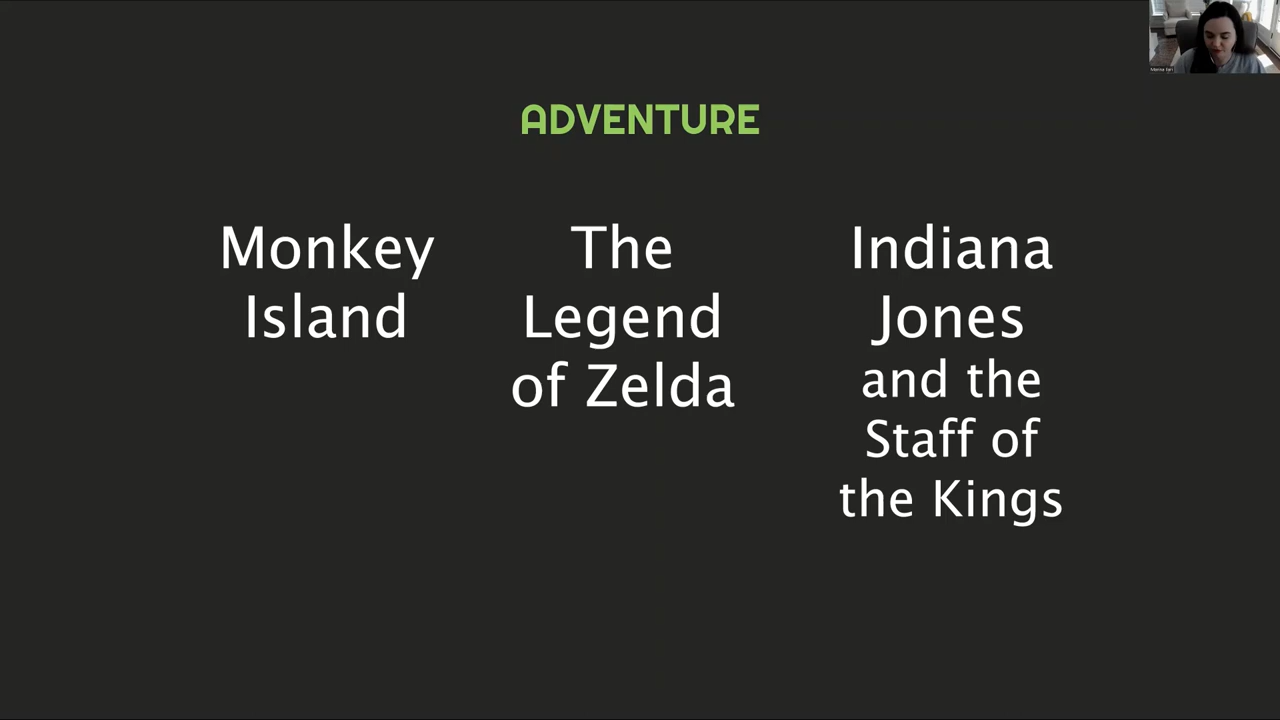 ADVENTURE
Monkey
Island
The
Legend
of Zelda
Indiana
Jones
and the
Staff of
the Kings